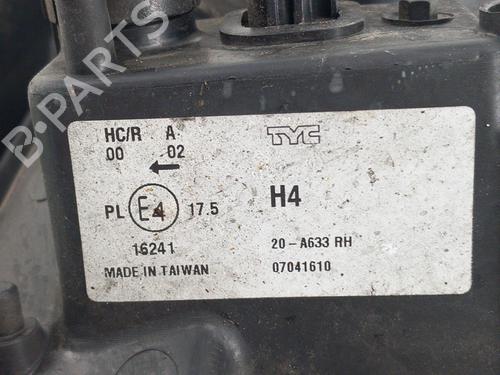 B-PARTS
HC/R A
00 02
TYC
PL E4 17.5
H4
16241
20-A633 RH
MADE IN TAIWAN
07041610